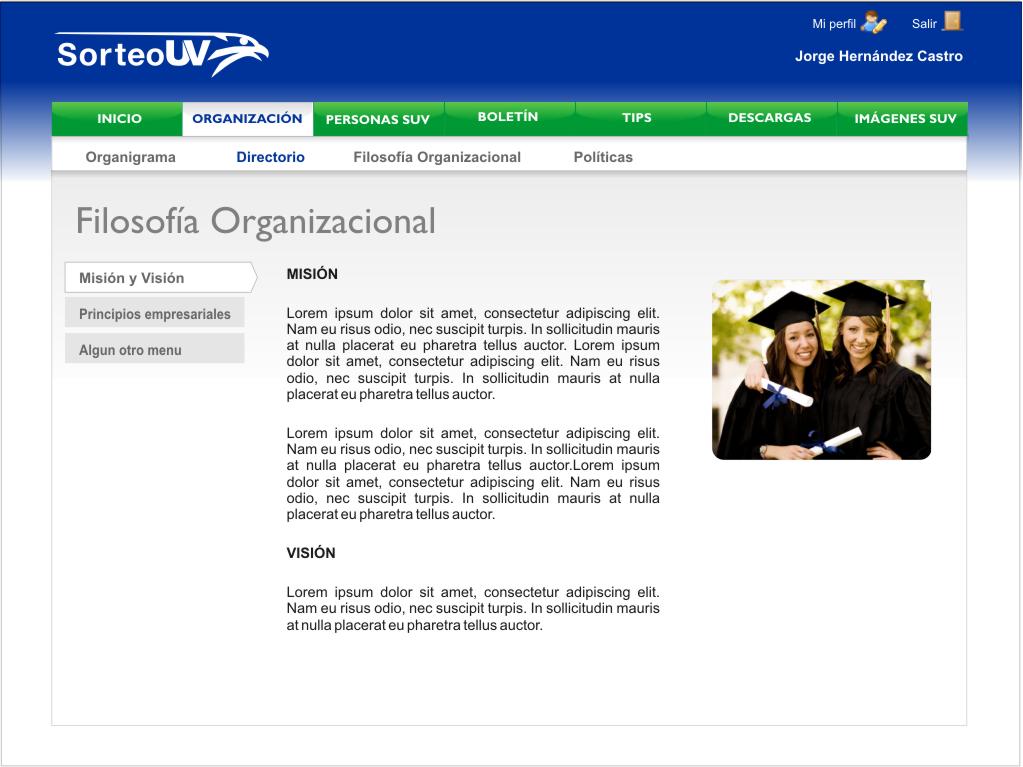 Mi perfil Salir
SorteoUV
Jorge Hernández Castro
INICIO ORGANIZACIÓN PERSONAS SUV BOLETÍN TIPS DESCARGAS IMÁGENES SUV
Organigrama Directorio Filosofía Organizacional Políticas
Filosofía Organizacional
Misión y Visión
Principios empresariales
Algun otro menu
MISIÓN
Lorem ipsum dolor sit amet, consectetur adipiscing elit.
Nam eu risus odio, nec suscipit turpis. In sollicitudin mauris
at nulla placerat eu pharetra tellus auctor. Lorem ipsum
dolor sit amet, consectetur adipiscing elit. Nam eu risus
odio, nec suscipit turpis. In sollicitudin mauris at nulla
placerat eu pharetra tellus auctor.
Lorem ipsum dolor sit amet, consectetur adipiscing elit.
Nam eu risus odio, nec suscipit turpis. In sollicitudin mauris
at nulla placerat eu pharetra tellus auctor.Lorem ipsum
dolor sit amet, consectetur adipiscing elit. Nam eu risus
odio, nec suscipit turpis. In sollicitudin mauris at nulla
placerat eu pharetra tellus auctor.
VISIÓN
Lorem ipsum dolor sit amet, consectetur adipiscing elit.
Nam eu risus odio, nec suscipit turpis. In sollicitudin mauris
at nulla placerat eu pharetra tellus auctor.